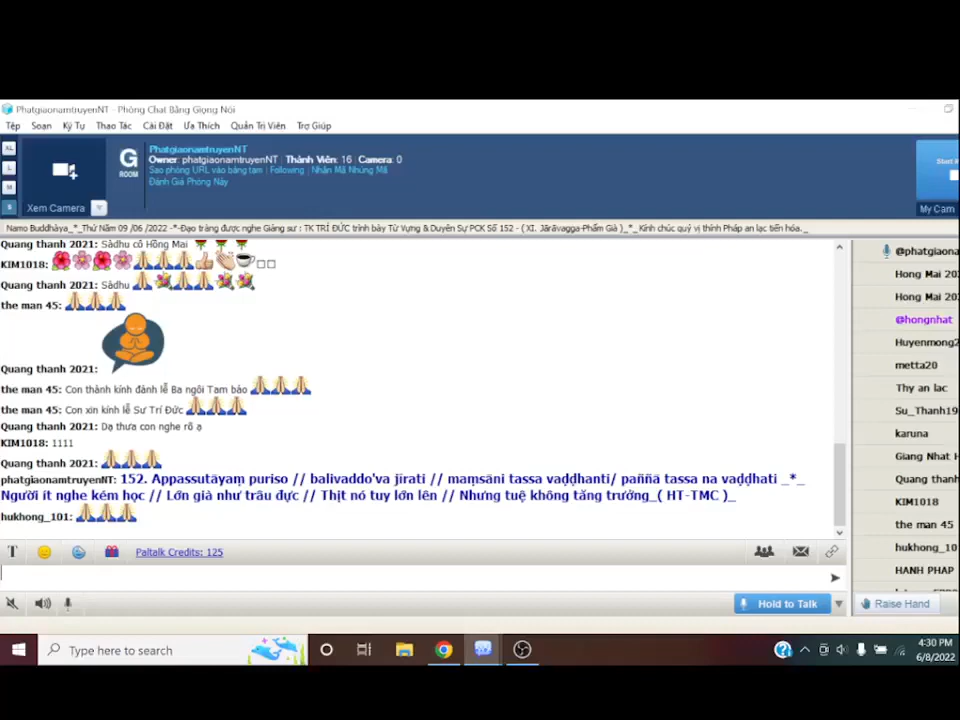 PhatgiaonamtruyenNT - Phòng Chat Bằng Giọng Nói
Tệp Soạn Ký Tự Thao Tác Cài Đặt Ưa Thích Quản Trị Viên Trợ Giúp
XL
L
M
S
Xem Camera
G
ROOM
PhatgiaonamtruyenNT
Owner: phatgiaonamtruyenNT | Thành Viên: 16 | Camera: 0
Sao phỏng URL vào bảng tạm | Following | Nhận Mã Nhúng Mã
Đánh Giá Phòng Này
Start
My Cam
Namo Buddhàya_*_Thứ Năm 09 /06 /2022 -*-Đạo tràng được nghe Giảng sư : TK TRÍ ĐỨC trình bày Từ Vựng & Duyên Sự PCK Số 152 - ( XI. Jārāvagga-Phẩm Già )_*_ Kính chúc quý vị thính Pháp an lạc tiến hóa._
Quang thanh 2021: Sàdhu cô Hồng Mai
KIM1018:
Quang thanh 2021: Sàdhu
the man 45:
Quang thanh 2021:
the man 45: Con thành kính đảnh lễ Ba ngôi Tam bảo
the man 45: Con xin kính lễ Sư Trí Đức
Quang thanh 2021: Dạ thưa con nghe rõ ạ
KIM1018: 1111
Quang thanh 2021:
phatgiaonamtruyenNT: 152. Appassutāyaṃ puriso // balivaddo'va jīrati // maṃsāni tassa vaḍḍhanti/ paññā tassa na vaḍḍhati _*_
Người ít nghe kém học // Lớn già như trâu đực // Thịt nó tuy lớn lên // Nhưng tuệ không tăng trưởng_( HT-TMC )_
hukhong_101:
@phatgiaona
Hong Mai 20
Hong Mai 20
@hongnhat
Huyenmong2
metta20
Thy an lac
Su_Thanh19
karuna
Giang Nhat H
Quang thanh
KIM1018
the man 45
hukhong_10
HANH PHAP
T Paltalk Credits: 125
Hold to Talk
Raise Hand
Type here to search
4:30 PM
6/8/2022